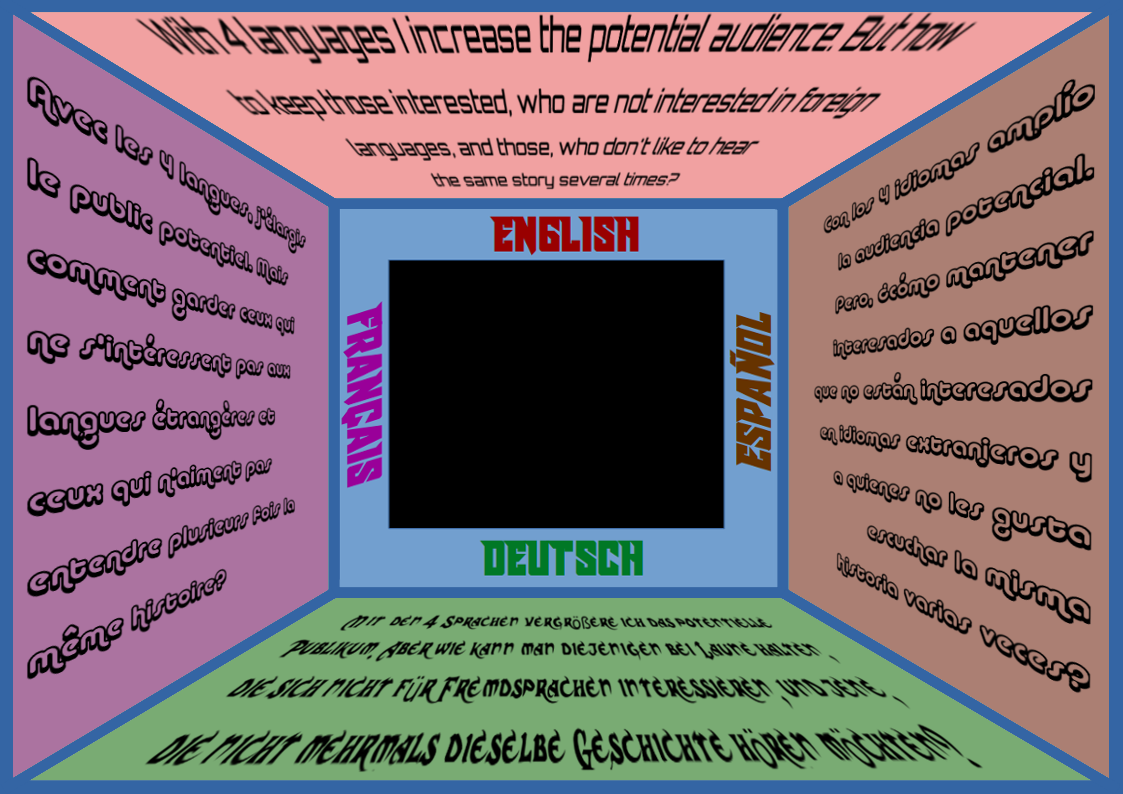 With 4 languages I increase the potential audience. But how
to keep those interested, who are not interested in foreign
languages, and those, who don't like to hear
the same story several times?
Avec les 4 langues, j'élargis
le public potentiel. Mais
comment garder ceux qui
ne s'intéressent pas aux
langues étrangères et
ceux qui n'aiment pas
entendre plusieurs fois la
même histoire?
ENGLISH
FRANÇAIS
ESPAÑOL
DEUTSCH
Con los 4 idiomas amplío
la audiencia potencial.
Pero, ¿cómo mantener
interesados a aquellos
que no están interesados
en idiomas extranjeros y
a quienes no les gusta
escuchar la misma
historia varias veces?
Mit den 4 Sprachen vergrößere ich das potentielle
Publikum. Aber wie kann man diejenigen bei Laune halten ,
die sich nicht für Fremdsprachen interessieren ,und jene ,
die nicht mehrmals dieselbe Geschichte hören möchten?